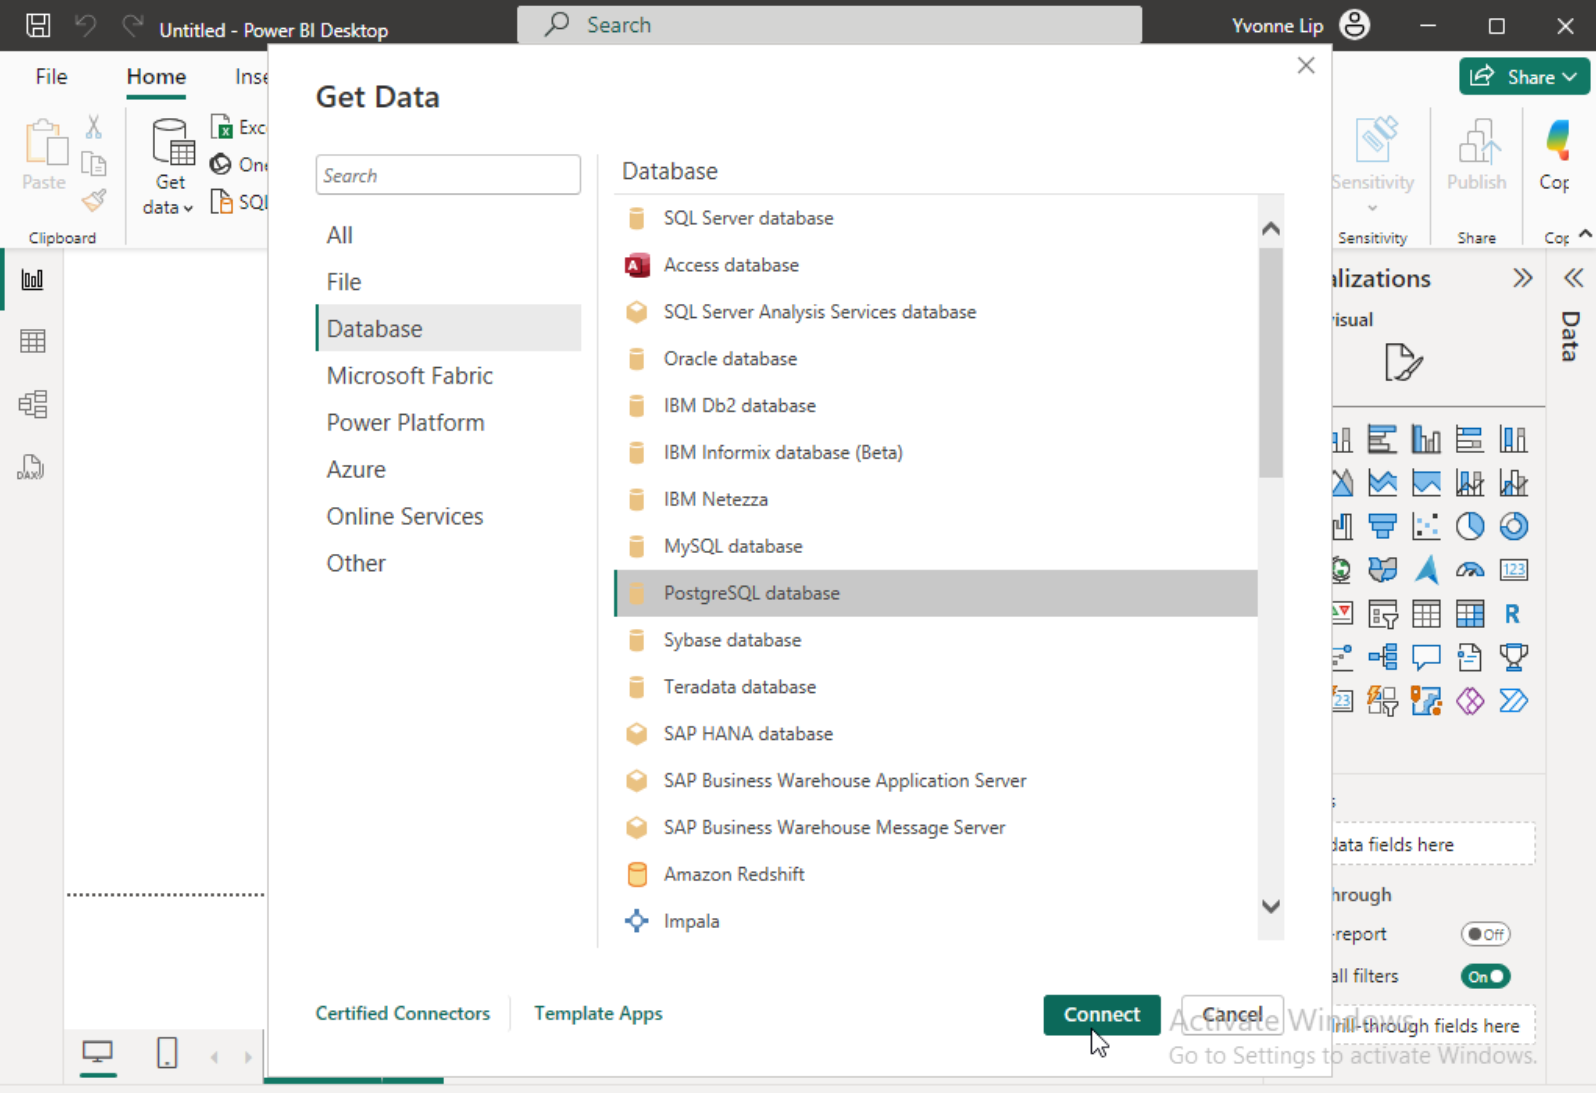 Untitled - Power BI Desktop
Search
Yvonne Lip
File
Home
Inse
Share
Paste
Get
data
Exc
One
SQL
Clipboard
Sensitivity
Sensitivity
Publish
Share
Cop
Cop
Get Data
Search
All
File
Database
Microsoft Fabric
Power Platform
Azure
Online Services
Other
Database
SQL Server database
Access database
SQL Server Analysis Services database
Oracle database
IBM Db2 database
IBM Informix database (Beta)
IBM Netezza
MySQL database
PostgreSQL database
Sybase database
Teradata database
SAP HANA database
SAP Business Warehouse Application Server
SAP Business Warehouse Message Server
Amazon Redshift
Impala
Certified Connectors
Template Apps
Connect
Cancel
alizations
visual
Data
DAX
123
R
123
s
data fields here
hrough
-report
Off
all filters
On
drill-through fields here
Activate Windows
Go to Settings to activate Windows.